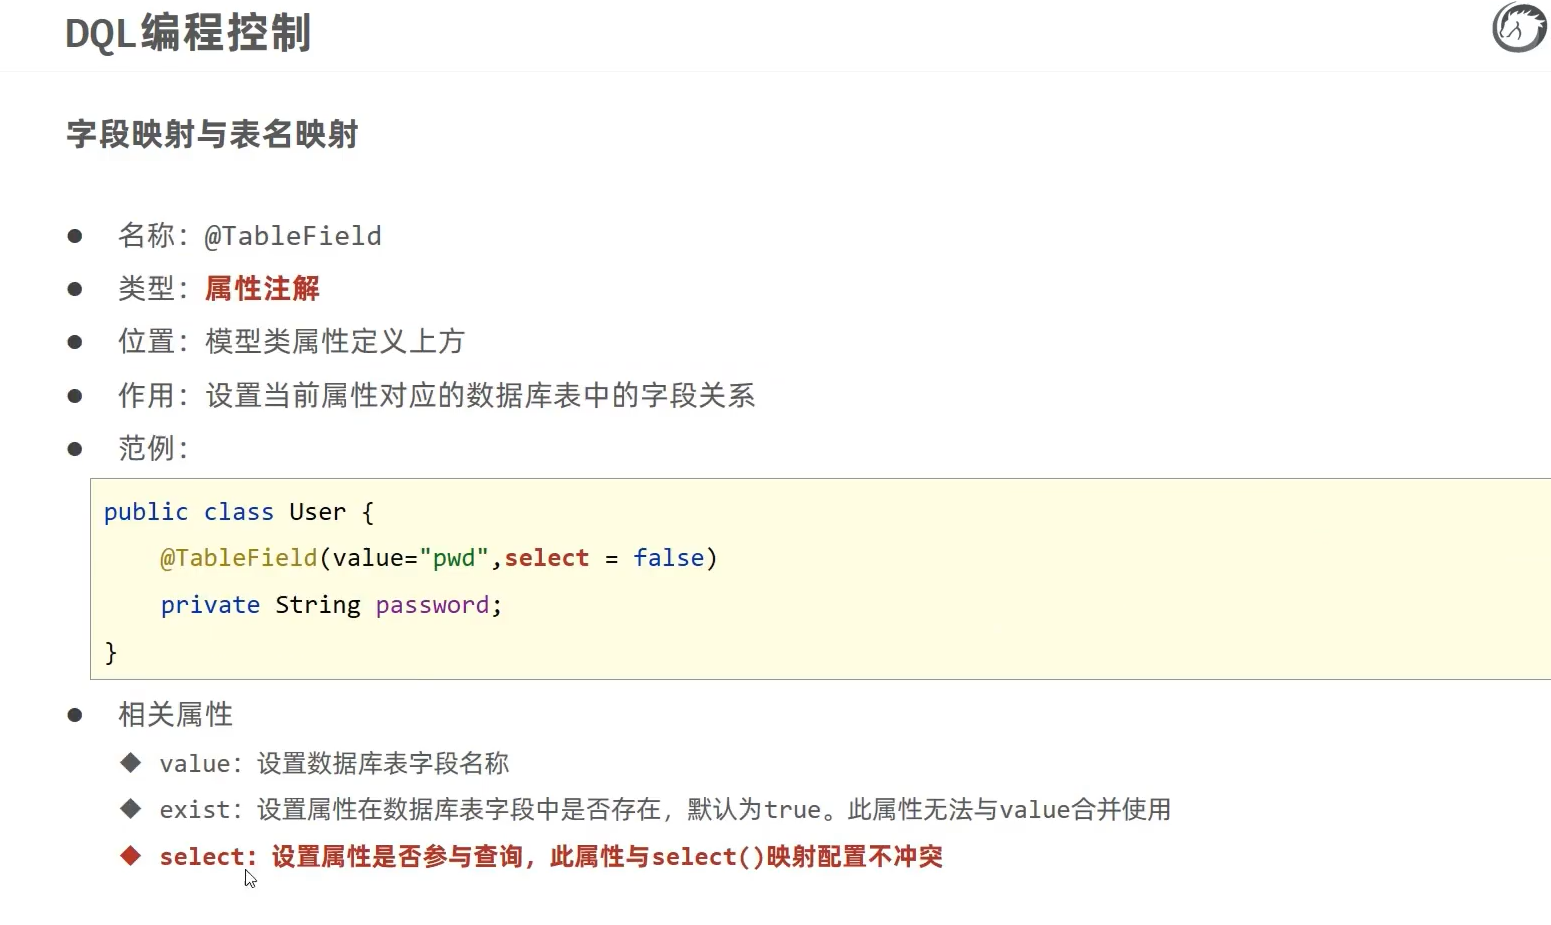 DQL编程控制
字段映射与表名映射
● 名称：@TableField
● 类型：属性注解
● 位置：模型类属性定义上方
● 作用：设置当前属性对应的数据库表中的字段关系
● 范例：
public class User {
    @TableField(value="pwd",select = false)
    private String password;
}
● 相关属性
◆ value：设置数据库表字段名称
◆ exist：设置属性在数据库表字段中是否存在，默认为true。此属性无法与value合并使用
◆ select：设置属性是否参与查询，此属性与select()映射配置不冲突